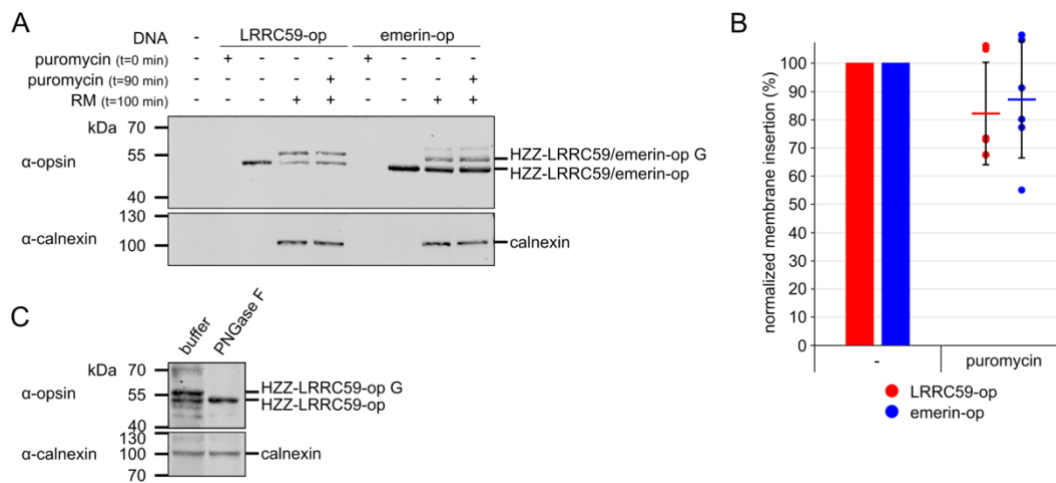 A
DNA - LRRC59-op emerin-op
puromycin (t=0 min) - + - - - + - - -
puromycin (t=90 min) - - - - + - - - +
RM (t=100 min) - - - + + - - + +
kDa
α-opsin
70
55
40
HZZ-LRRC59/emerin-op G
HZZ-LRRC59/emerin-op
α-calnexin
130
100
calnexin
B
normalized membrane insertion (%)
100
90
80
70
60
50
40
30
20
10
0
- puromycin
LRRC59-op
emerin-op
C
buffer PNGase F
kDa
α-opsin
70
55
40
HZZ-LRRC59-op G
HZZ-LRRC59-op
α-calnexin
130
100
70
calnexin